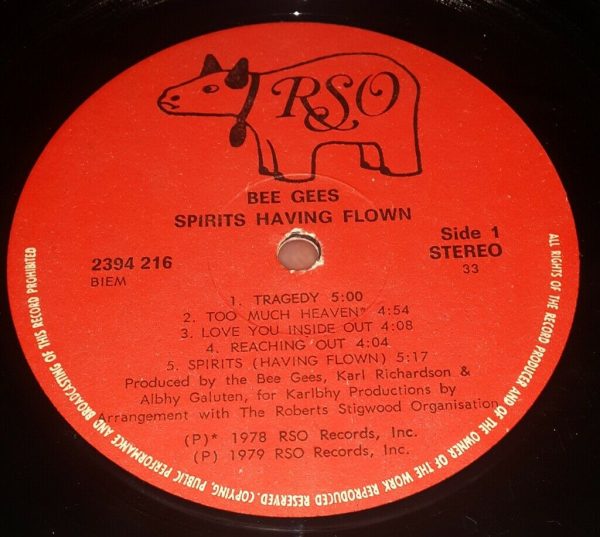 RSO
BEE GEES
SPIRITS HAVING FLOWN
2394 216
BIEM
Side 1
STEREO
33
1. TRAGEDY 5:00
2. TOO MUCH HEAVEN* 4:54
3. LOVE YOU INSIDE OUT 4:08
4. REACHING OUT 4:04
5. SPIRITS (HAVING FLOWN) 5:17
Produced by the Bee Gees, Karl Richardson &
Albhy Galuten, for Karlbhy Productions by
Arrangement with The Roberts Stigwood Organisation
(P)* 1978 RSO Records, Inc.
(P) 1979 RSO Records, Inc.
ALL RIGHTS OF THE RECORD PRODUCER AND OF THE OWNER OF THE WORK REPRODUCED RESERVED. COPYING, PUBLIC PERFORMANCE AND BROADCASTING OF THIS RECORD PROHIBITED